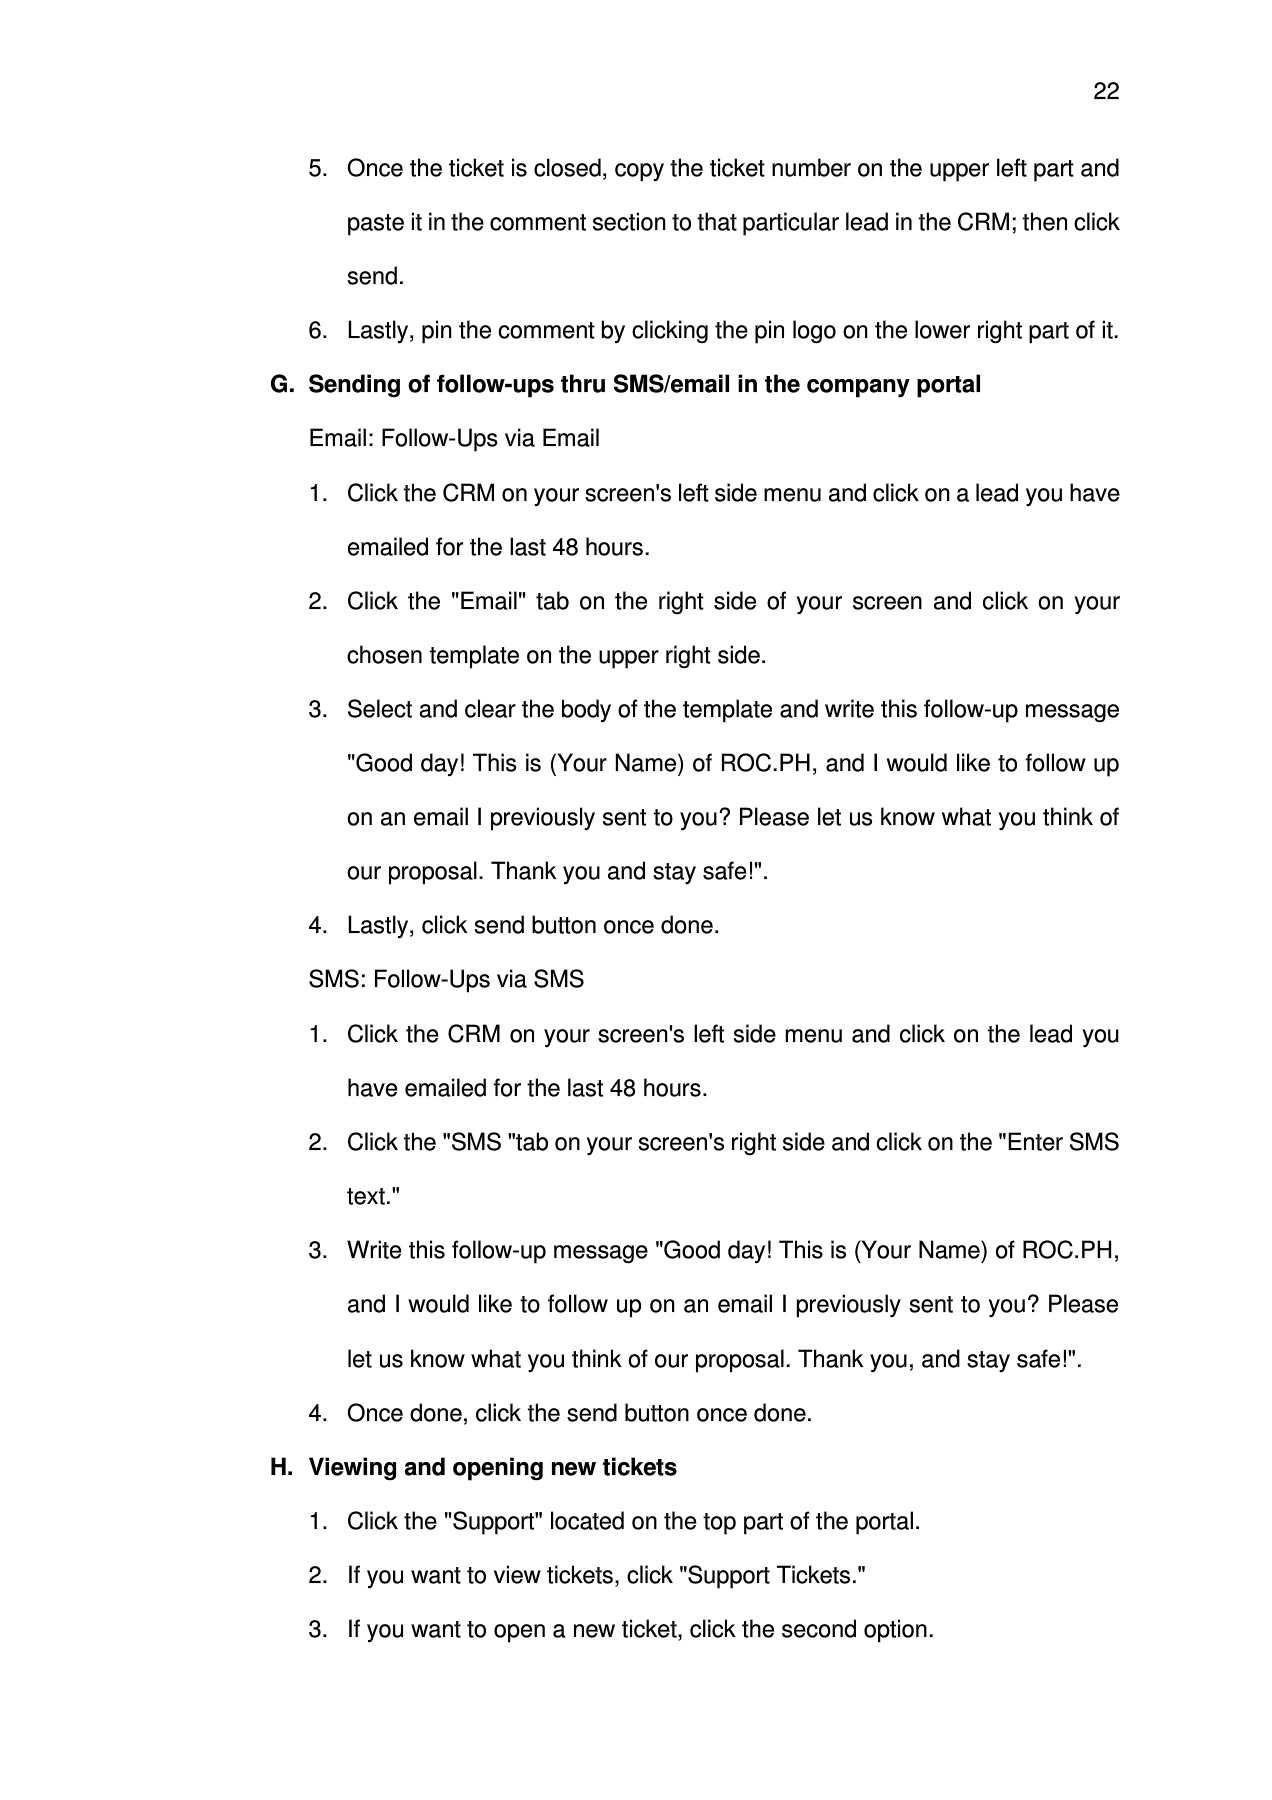 22
5. Once the ticket is closed, copy the ticket number on the upper left part and
paste it in the comment section to that particular lead in the CRM; then click
send.
6. Lastly, pin the comment by clicking the pin logo on the lower right part of it.
G. Sending of follow-ups thru SMS/email in the company portal
Email: Follow-Ups via Email
1. Click the CRM on your screen's left side menu and click on a lead you have
emailed for the last 48 hours.
2. Click the "Email" tab on the right side of your screen and click on your
chosen template on the upper right side.
3. Select and clear the body of the template and write this follow-up message
"Good day! This is (Your Name) of ROC.PH, and I would like to follow up
on an email I previously sent to you? Please let us know what you think of
our proposal. Thank you and stay safe!".
4. Lastly, click send button once done.
SMS: Follow-Ups via SMS
1. Click the CRM on your screen's left side menu and click on the lead you
have emailed for the last 48 hours.
2. Click the "SMS "tab on your screen's right side and click on the "Enter SMS
text."
3. Write this follow-up message "Good day! This is (Your Name) of ROC.PH,
and I would like to follow up on an email I previously sent to you? Please
let us know what you think of our proposal. Thank you, and stay safe!".
4. Once done, click the send button once done.
H. Viewing and opening new tickets
1. Click the "Support" located on the top part of the portal.
2. If you want to view tickets, click "Support Tickets."
3. If you want to open a new ticket, click the second option.